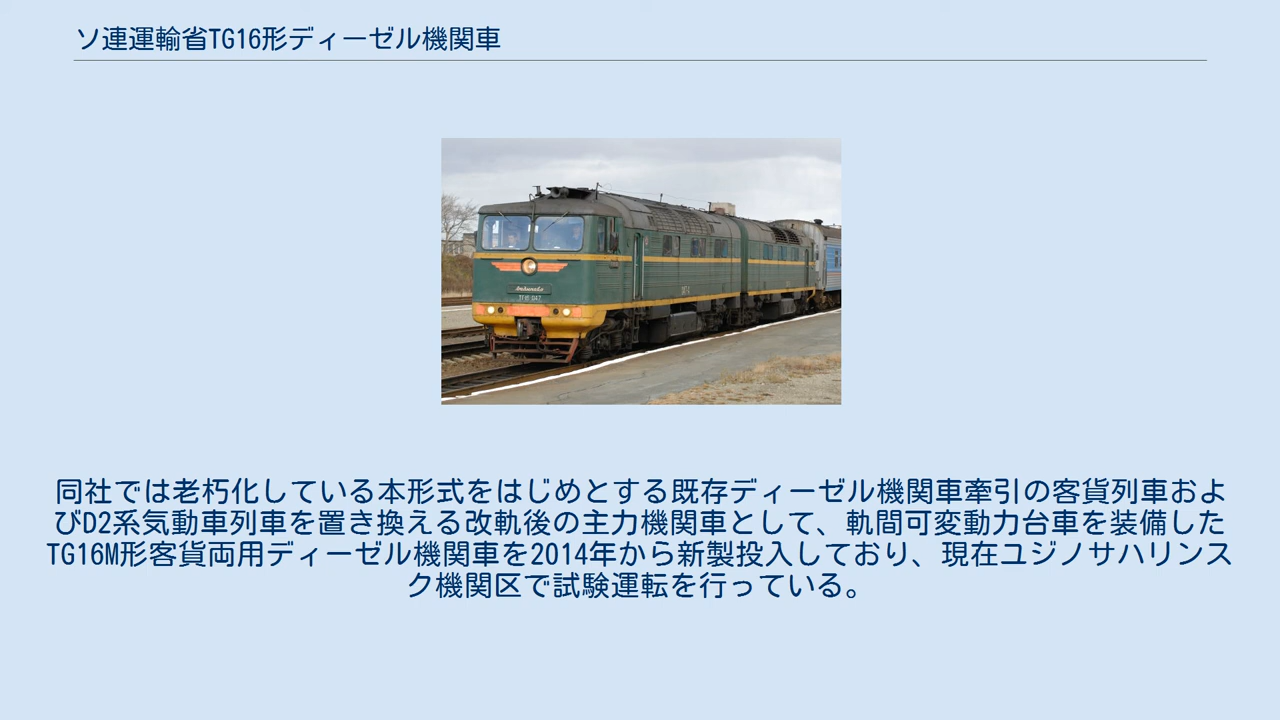 ソ連運輸省TG16形ディーゼル機関車
ТГ16 047
同社では老朽化している本形式をはじめとする既存ディーゼル機関車牽引の客貨列車およ
びD2系気動車列車を置き換える改軌後の主力機関車として、軌間可変動力台車を装備した
TG16M形客貨両用ディーゼル機関車を2014年から新製投入しており、現在ユジノサハリンス
ク機関区で試験運転を行っている。